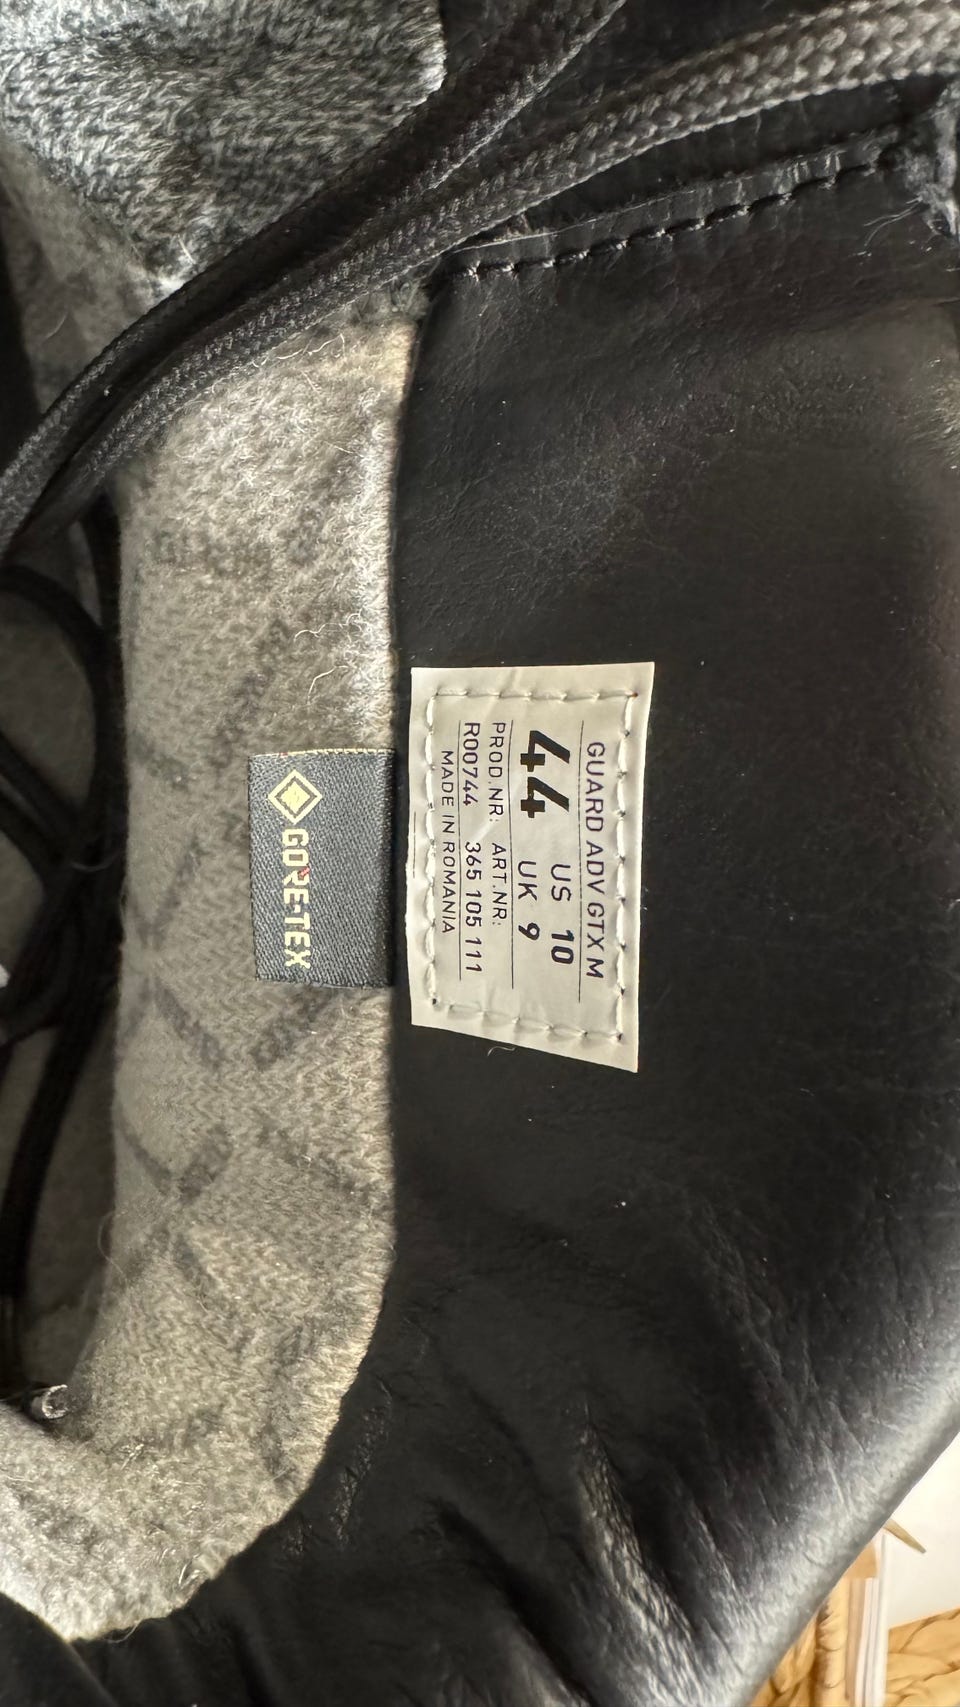 GUARD ADV GTX M
44 US 10
UK 9
PROD.NR: ART.NR:
R00744 365 105 111
MADE IN ROMANIA
GORE-TEX